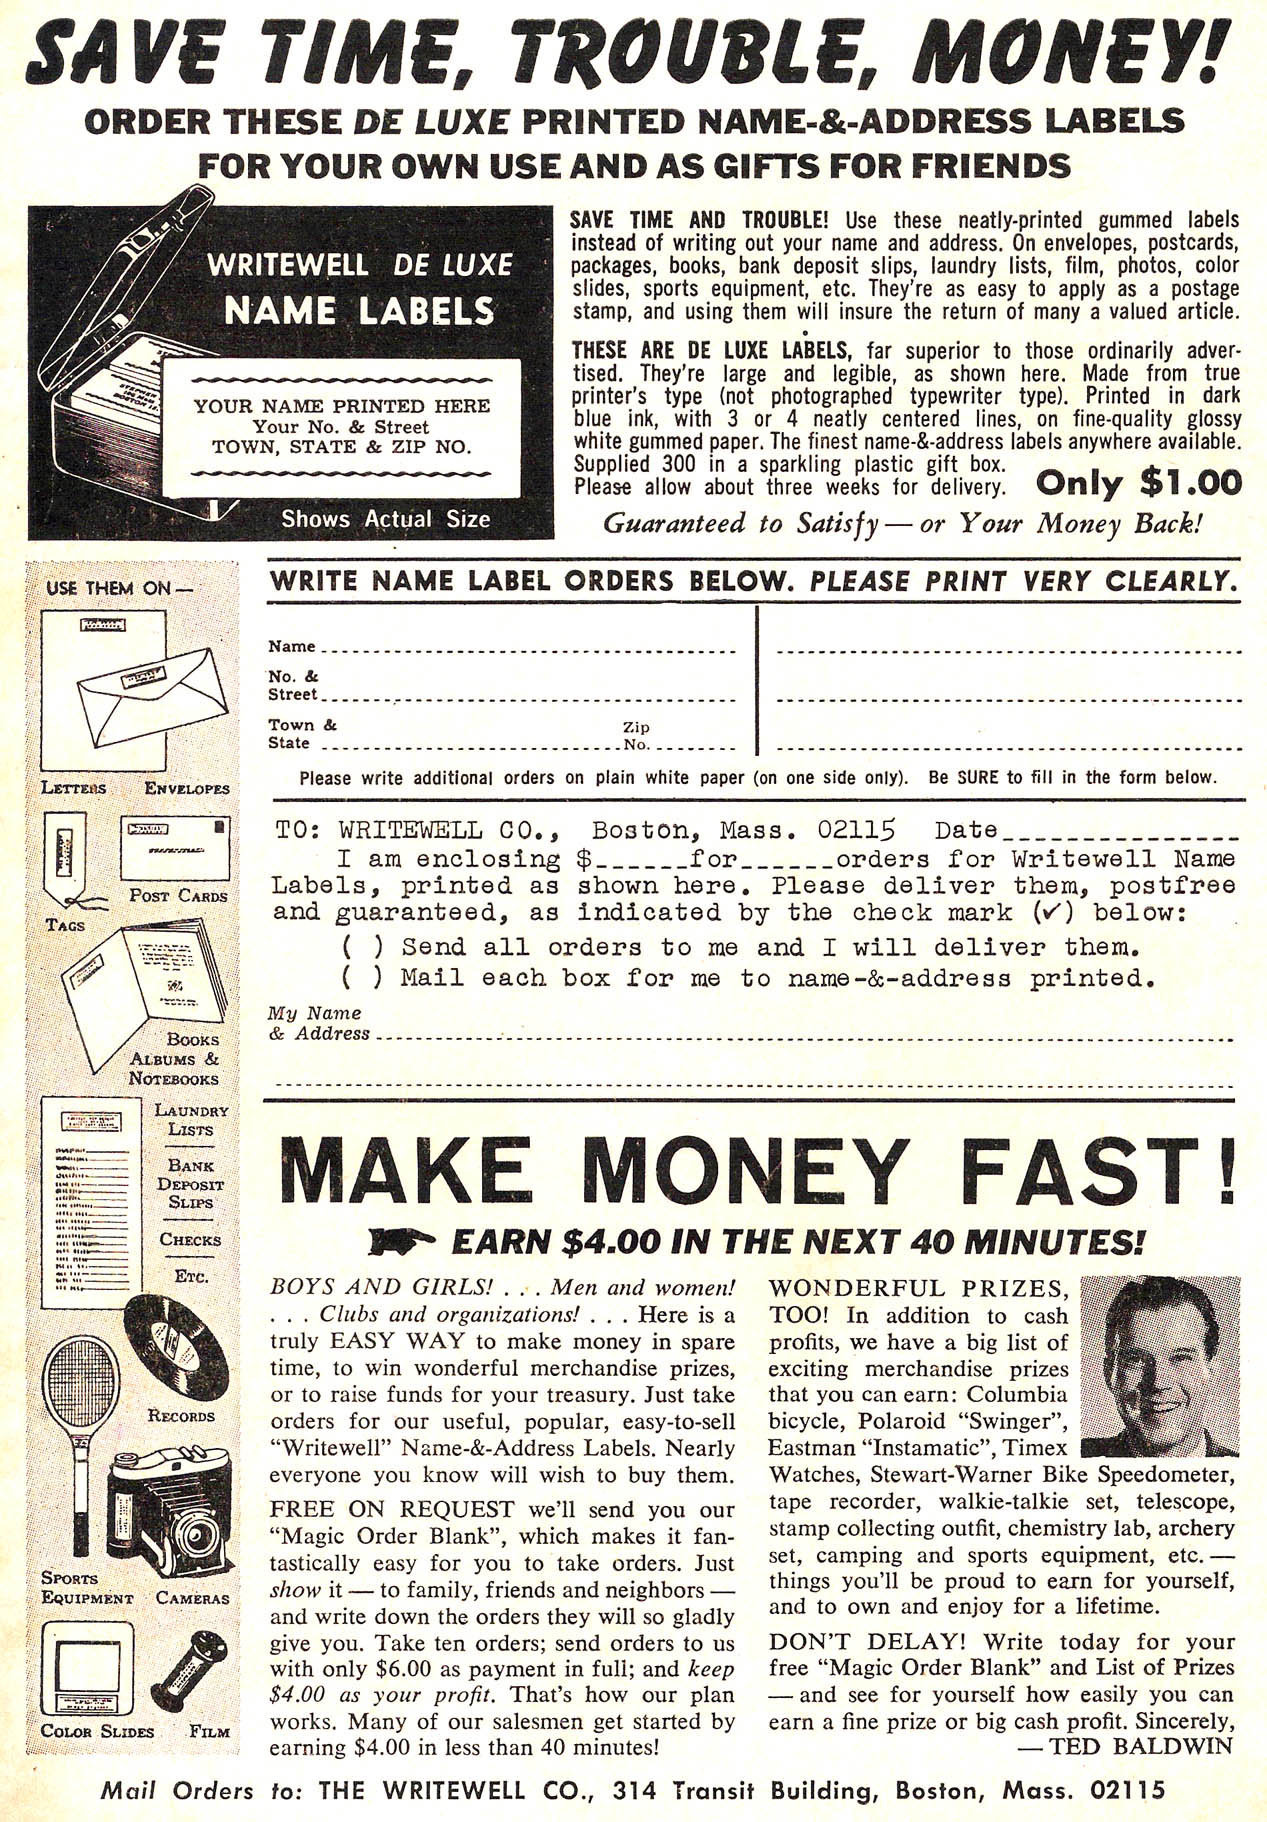 SAVE TIME, TROUBLE, MONEY!
ORDER THESE DE LUXE PRINTED NAME-&-ADDRESS LABELS
FOR YOUR OWN USE AND AS GIFTS FOR FRIENDS
WRITEWELL DE LUXE
NAME LABELS
YOUR NAME PRINTED HERE
Your No. & Street
TOWN, STATE & ZIP NO.
Shows Actual Size
SAVE TIME AND TROUBLE! Use these neatly-printed gummed labels
instead of writing out your name and address. On envelopes, postcards,
packages, books, bank deposit slips, laundry lists, film, photos, color
slides, sports equipment, etc. They're as easy to apply as a postage
stamp, and using them will insure the return of many a valued article.
THESE ARE DE LUXE LABELS, far superior to those ordinarily adver-
tised. They're large and legible, as shown here. Made from true
printer's type (not photographed typewriter type). Printed in dark
blue ink, with 3 or 4 neatly centered lines, on fine-quality glossy
white gummed paper. The finest name-&-address labels anywhere available.
Supplied 300 in a sparkling plastic gift box.
Please allow about three weeks for delivery. Only $1.00
Guaranteed to Satisfy — or Your Money Back!
USE THEM ON —
LETTERS ENVELOPES
TAGS
POST CARDS
BOOKS
ALBUMS &
NOTEBOOKS
LAUNDRY
LISTS
BANK
DEPOSIT
SLIPS
CHECKS
ETC.
RECORDS
SPORTS
EQUIPMENT
CAMERAS
COLOR SLIDES FILM
WRITE NAME LABEL ORDERS BELOW. PLEASE PRINT VERY CLEARLY.
Name
No. &
Street
Town &
State
Zip
No.
Please write additional orders on plain white paper (on one side only). Be SURE to fill in the form below.
TO: WRITEWELL CO., Boston, Mass. 02115 Date
I am enclosing $______for______orders for Writewell Name
Labels, printed as shown here. Please deliver them, postfree
and guaranteed, as indicated by the check mark (✓) below:
( ) Send all orders to me and I will deliver them.
( ) Mail each box for me to name-&-address printed.
My Name
& Address
MAKE MONEY FAST!
EARN $4.00 IN THE NEXT 40 MINUTES!
BOYS AND GIRLS! . . . Men and women!
. . . Clubs and organizations! . . . Here is a
truly EASY WAY to make money in spare
time, to win wonderful merchandise prizes,
or to raise funds for your treasury. Just take
orders for our useful, popular, easy-to-sell
“Writewell” Name-&-Address Labels. Nearly
everyone you know will wish to buy them.
FREE ON REQUEST we'll send you our
“Magic Order Blank”, which makes it fan-
tastically easy for you to take orders. Just
show it — to family, friends and neighbors —
and write down the orders they will so gladly
give you. Take ten orders; send orders to us
with only $6.00 as payment in full; and keep
$4.00 as your profit. That's how our plan
works. Many of our salesmen get started by
earning $4.00 in less than 40 minutes!
WONDERFUL PRIZES,
TOO! In addition to cash
profits, we have a big list of
exciting merchandise prizes
that you can earn: Columbia
bicycle, Polaroid “Swinger”,
Eastman “Instamatic”, Timex
Watches, Stewart-Warner Bike Speedometer,
tape recorder, walkie-talkie set, telescope,
stamp collecting outfit, chemistry lab, archery
set, camping and sports equipment, etc. —
things you'll be proud to earn for yourself,
and to own and enjoy for a lifetime.
DON'T DELAY! Write today for your
free “Magic Order Blank” and List of Prizes
— and see for yourself how easily you can
earn a fine prize or big cash profit. Sincerely,
— TED BALDWIN
Mail Orders to: THE WRITEWELL CO., 314 Transit Building, Boston, Mass. 02115